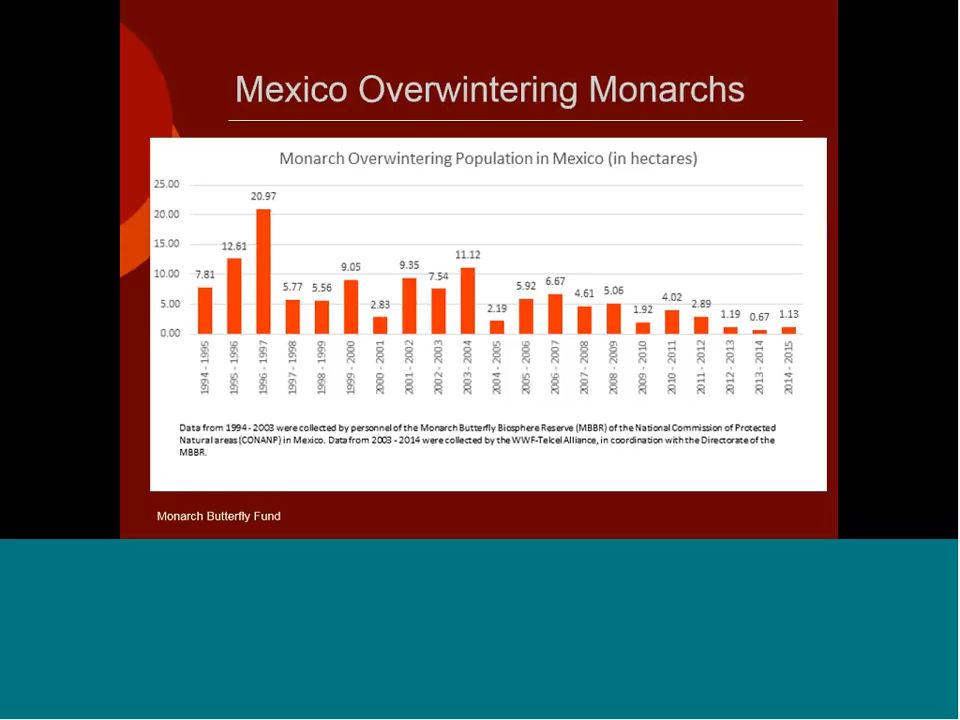 Mexico Overwintering Monarchs
Monarch Overwintering Population in Mexico (in hectares)
25.00
20.00
15.00
10.00
5.00
0.00
7.81
12.61
20.97
5.77
5.56
9.05
2.83
9.35
7.54
11.12
2.19
5.92
6.67
4.61
5.06
1.92
4.02
2.89
1.19
0.67
1.13
1994 - 1995
1995 - 1996
1996 - 1997
1997 - 1998
1998 - 1999
1999 - 2000
2000 - 2001
2001 - 2002
2002 - 2003
2003 - 2004
2004 - 2005
2005 - 2006
2006 - 2007
2007 - 2008
2008 - 2009
2009 - 2010
2010 - 2011
2011 - 2012
2012 - 2013
2013 - 2014
2014 - 2015
Data from 1994 - 2003 were collected by personnel of the Monarch Butterfly Biosphere Reserve (MBBR) of the National Commission of Protected
Natural areas (CONANP) in Mexico. Data from 2003 - 2014 were collected by the WWF-Telcel Alliance, in coordination with the Directorate of the
MBBR.
Monarch Butterfly Fund